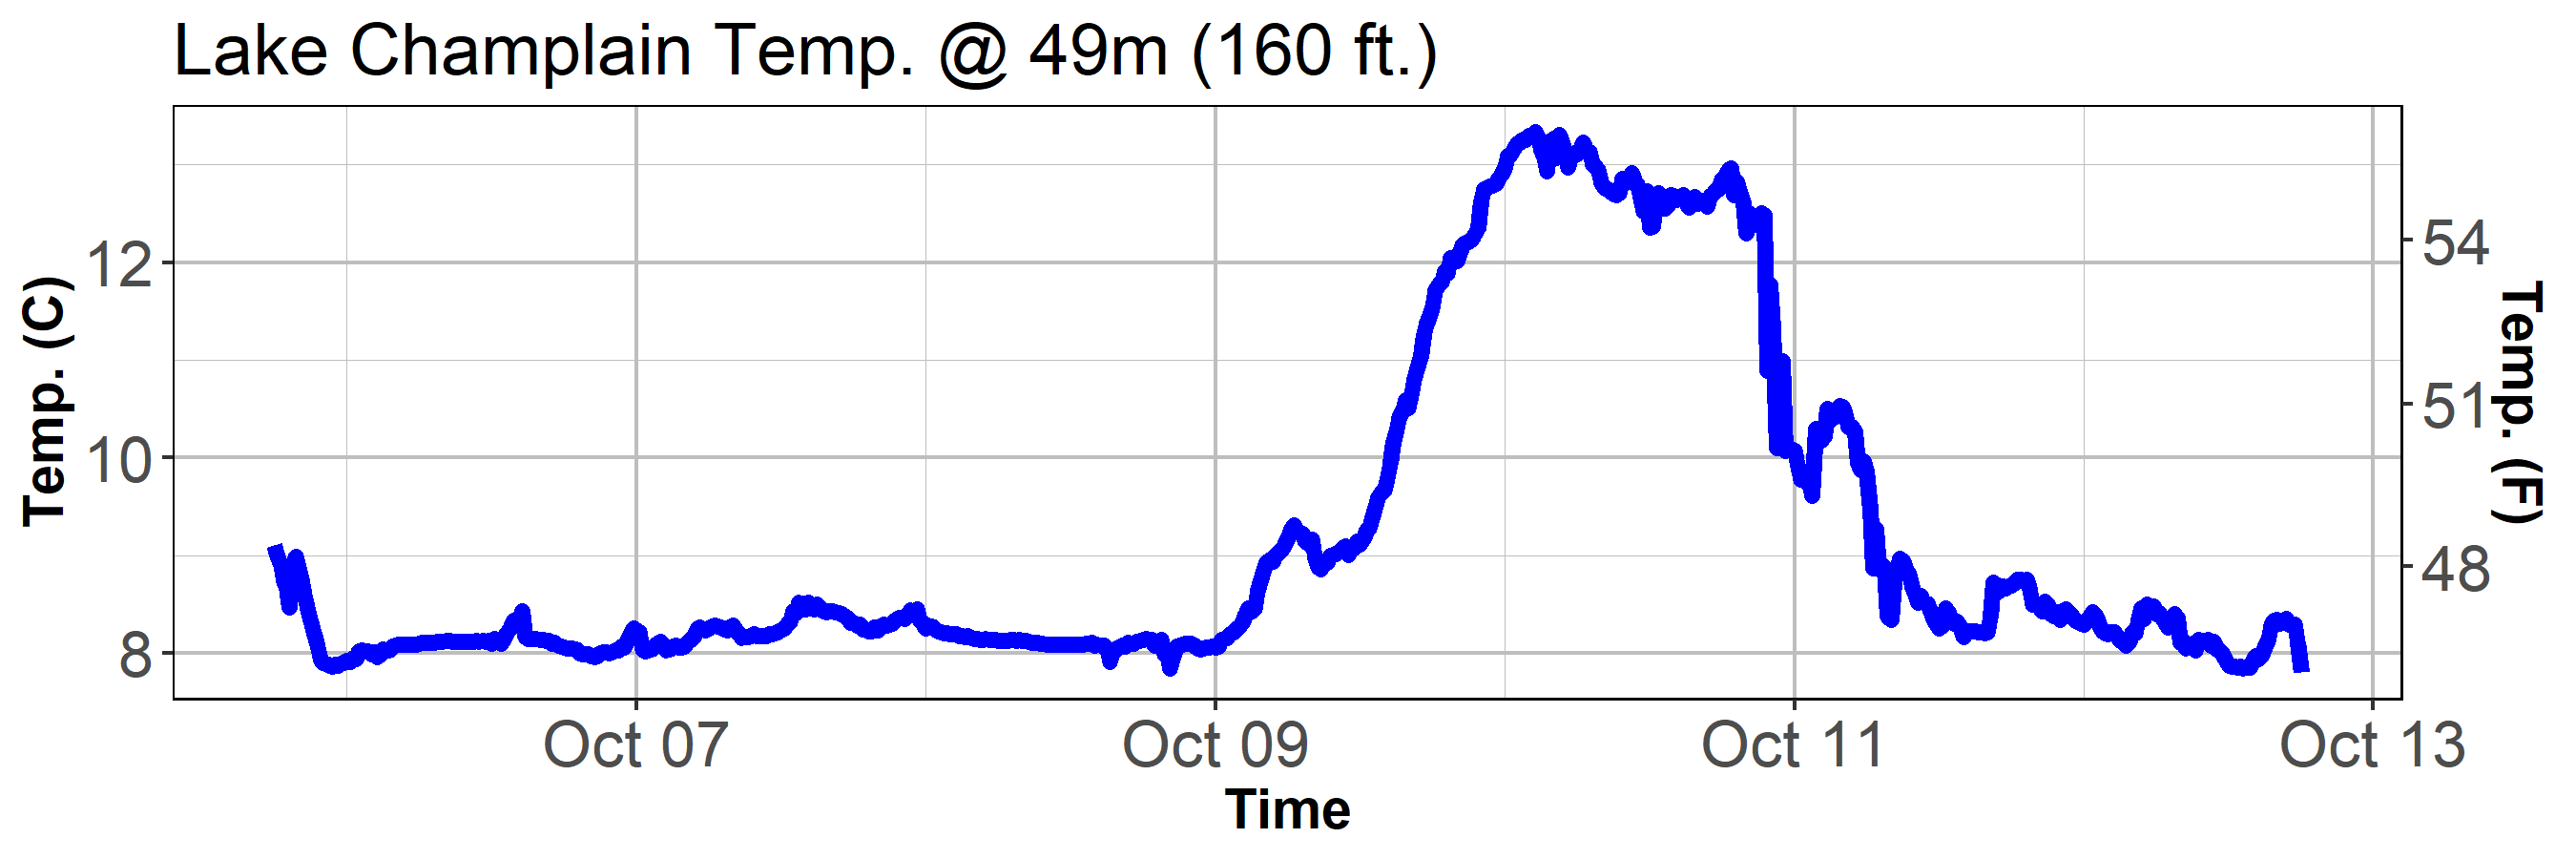 Lake Champlain Temp. @ 49m (160 ft.)
Temp. (C)
12
10
8
54
51
48
Temp. (F)
Oct 07
Oct 09
Oct 11
Oct 13
Time